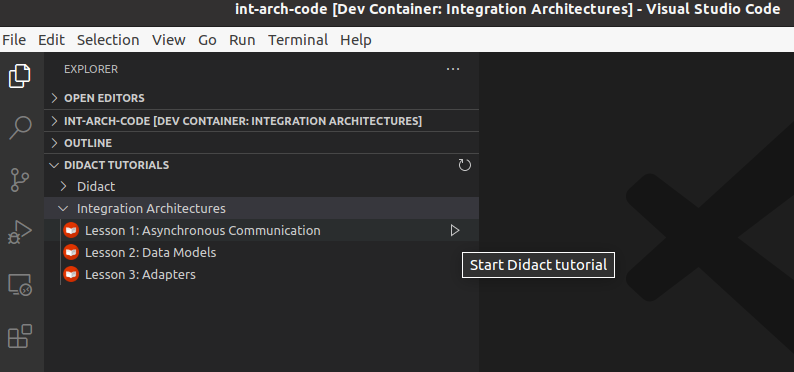 int-arch-code [Dev Container: Integration Architectures] - Visual Studio Code
File Edit Selection View Go Run Terminal Help
EXPLORER
OPEN EDITORS
INT-ARCH-CODE [DEV CONTAINER: INTEGRATION ARCHITECTURES]
OUTLINE
DIDACT TUTORIALS
Didact
Integration Architectures
Lesson 1: Asynchronous Communication
Lesson 2: Data Models
Start Didact tutorial
Lesson 3: Adapters